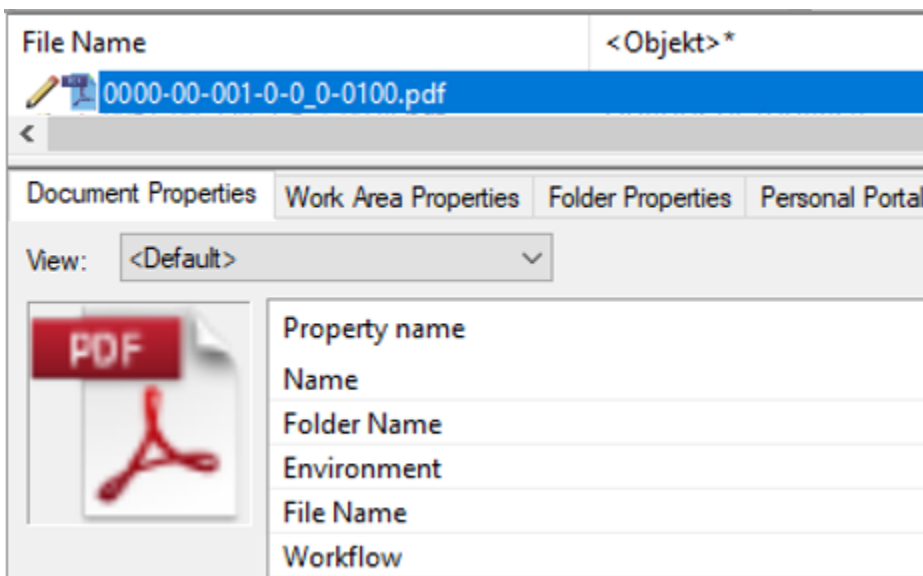 File Name <Objekt>*
0000-00-001-0-0_0-0100.pdf
Document Properties Work Area Properties Folder Properties Personal Portal
View: <Default>
PDF
Property name
Name
Folder Name
Environment
File Name
Workflow